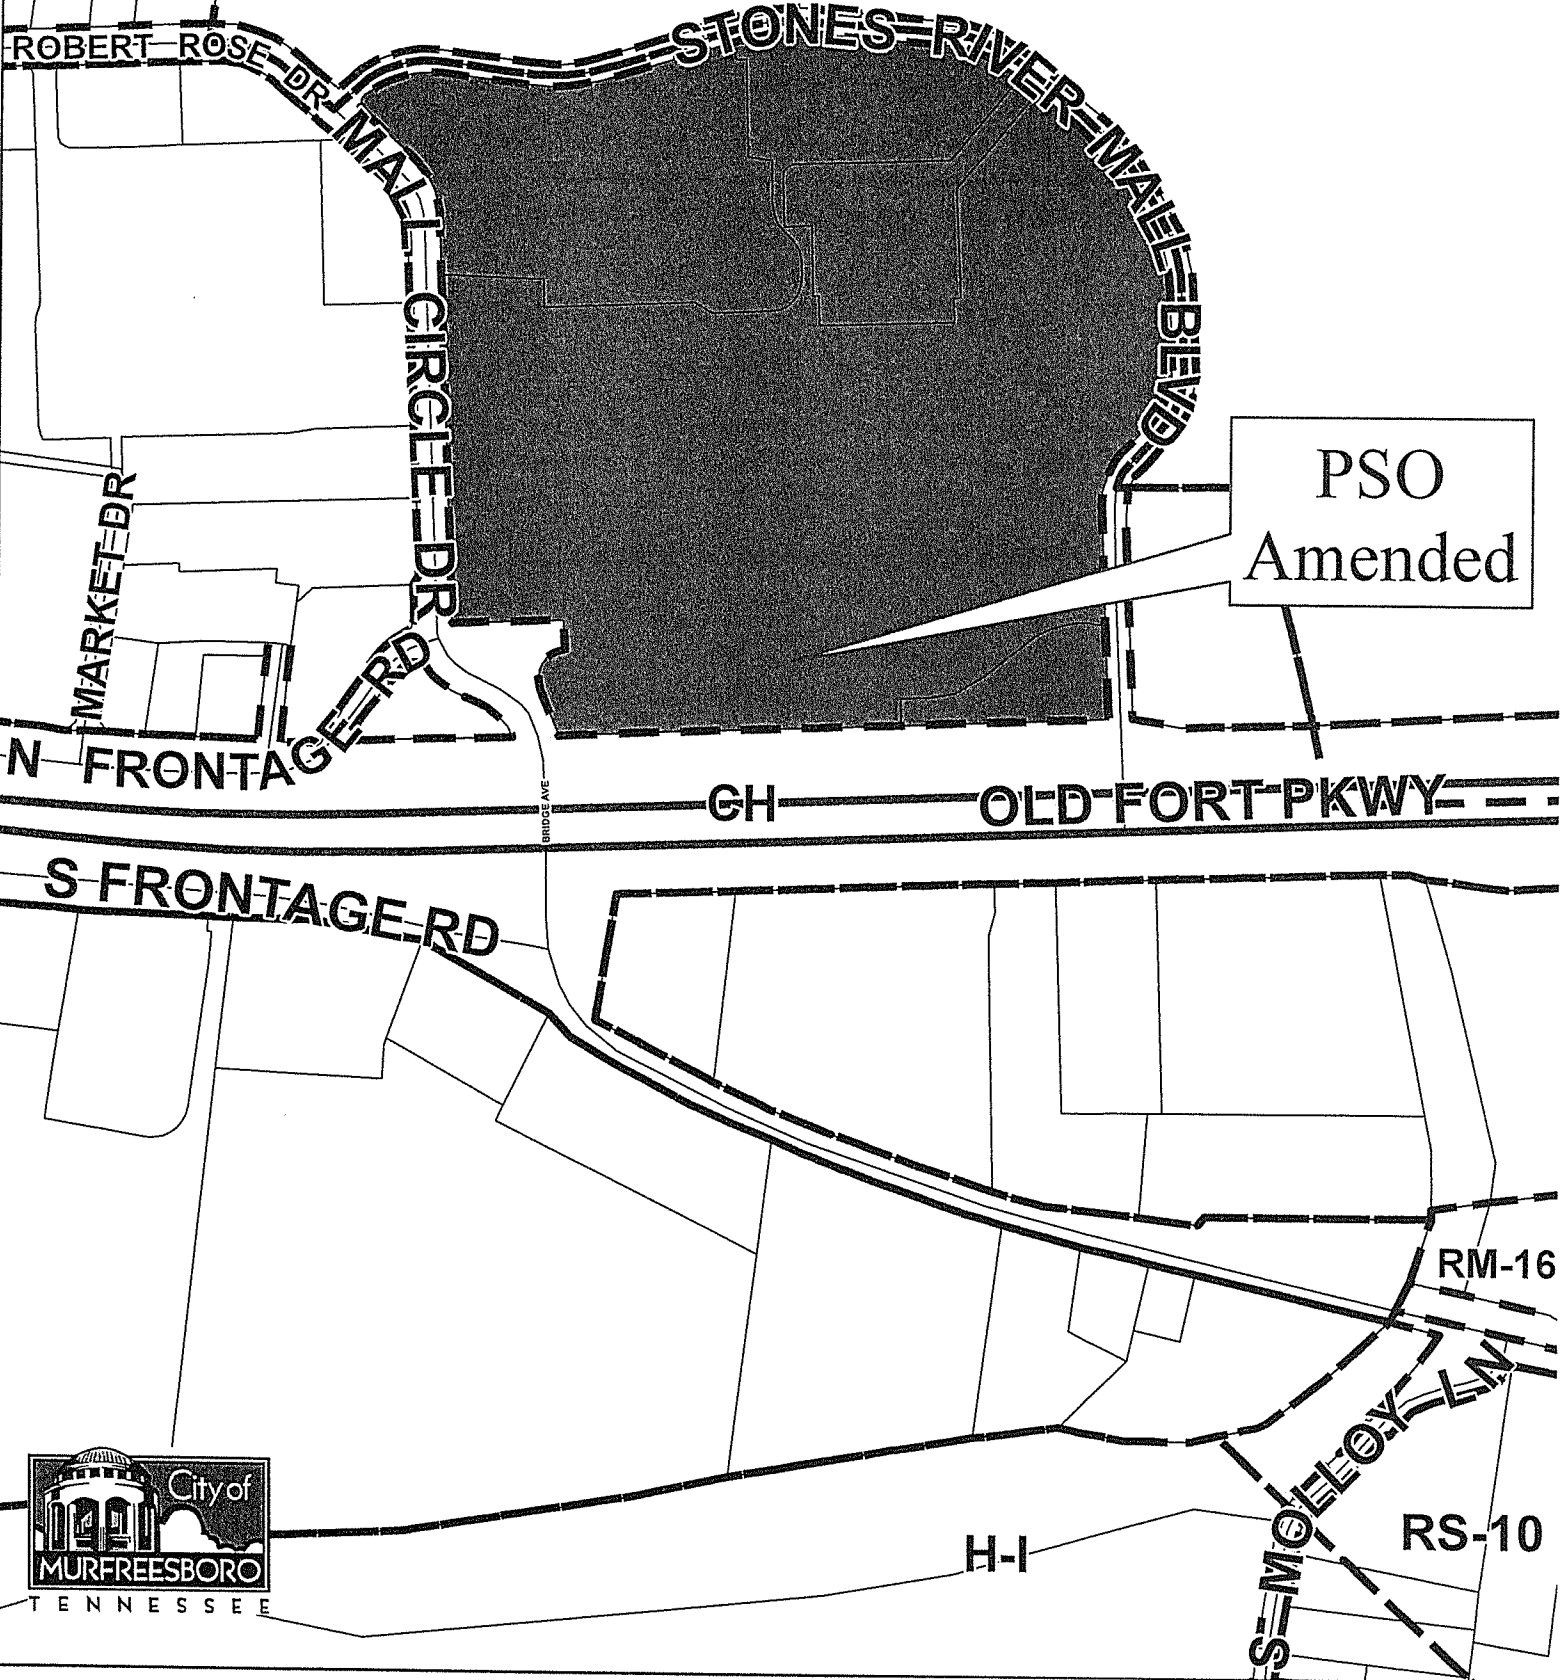 STONES RIVER MALL BLVD
ROBERT ROSE DR
MALL CIRCLE DR
PSO
Amended
MARKET DR
N FRONTAGE RD
BRIDGE AVE
CH
OLD FORT PKWY
S FRONTAGE RD
RM-16
S MOLLOY LN
RS-10
H-I
City of
MURFREESBORO
TENNESSEE